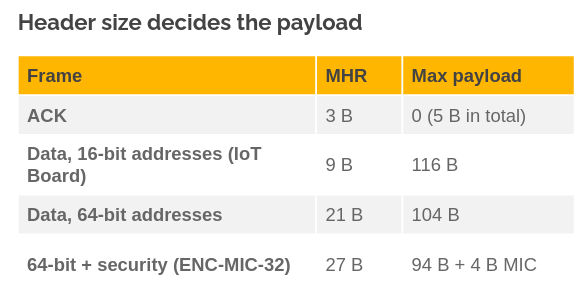 Header size decides the payload
Frame MHR Max payload
ACK 3 B 0 (5 B in total)
Data, 16-bit addresses (IoT
Board) 9 B 116 B
Data, 64-bit addresses 21 B 104 B
64-bit + security (ENC-MIC-32) 27 B 94 B + 4 B MIC